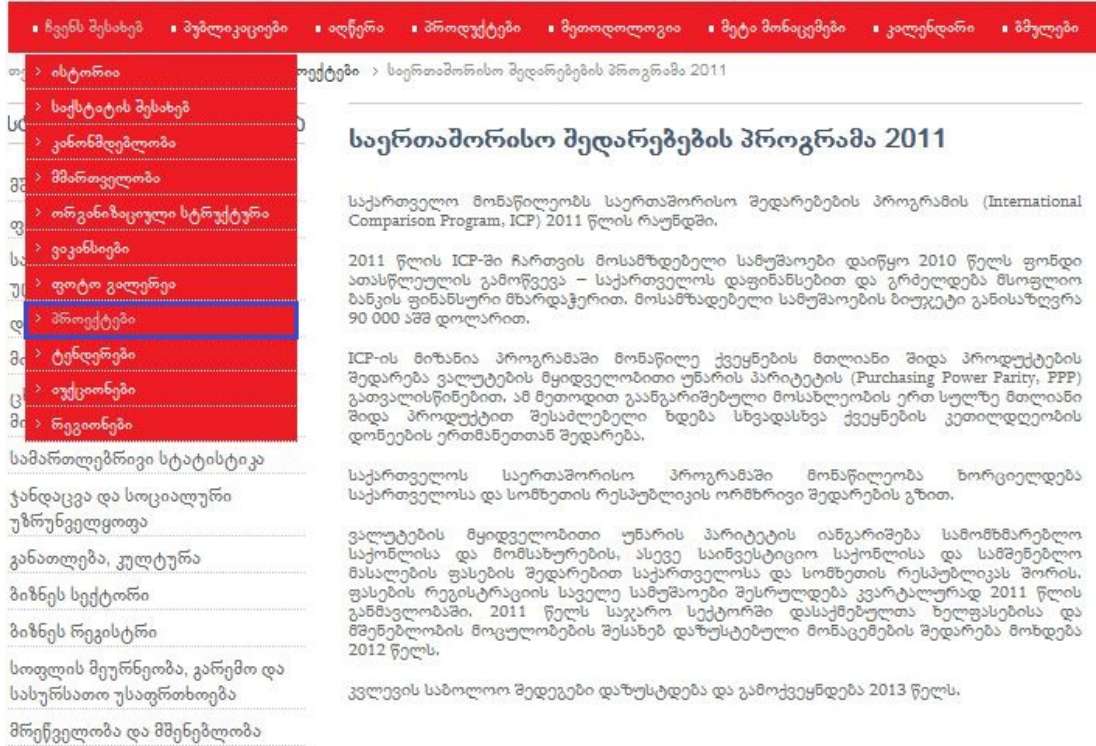 ჩვენს შესახებ პუბლიკაციები აღწერა პროდუქტები მეთოდოლოგია მეტა მონაცემები კალენდარი ბმულები
> საერთაშორისო შედარებების პროგრამა 2011
> ისტორია
> საქსტატის შესახებ
> კანონმდებლობა
> მმართველობა
> ორგანიზაციული სტრუქტურა
> ვაკანსიები
> ფოტო გალერეა
> პროექტები
> ტენდერები
> აუქციონები
> რეგიონები
სამართლებრივი სტატისტიკა
ჯანდაცვა და სოციალური
უზრუნველყოფა
განათლება, კულტურა
ბიზნეს სექტორი
ბიზნეს რეგისტრი
სოფლის მეურნეობა, გარემო და
სასურსათო უსაფრთხოება
მრეწველობა და მშენებლობა
საერთაშორისო შედარებების პროგრამა 2011
საქართველო მონაწილეობს საერთაშორისო შედარებების პროგრამის (International
Comparison Program, ICP) 2011 წლის რაუნდში.
2011 წლის ICP-ში ჩართვის მოსამზდებელი სამუშაოები დაიწყო 2010 წელს ფონდი
ათასწლეულის გამოწვევა – საქართველოს დაფინანსებით და გრძელდება მსოფლიო
ბანკის ფინანსური მხარდაჭერით. მოსამზადებელი სამუშაოების ბიუჯეტი განისაზღვრა
90 000 აშშ დოლარით.
ICP-ის მიზანია პროგრამაში მონაწილე ქვეყნების მთლიანი შიდა პროდუქტების
შედარება ვალუტების მყიდველობითი უნარის პარიტეტის (Purchasing Power Parity, PPP)
გათვალისწინებით. ამ მეთოდით გაანგარიშებული მოსახლეობის ერთ სულზე მთლიანი
შიდა პროდუქტით შესაძლებელი ხდება სხვადასხვა ქვეყნების კეთილდღეობის
დონეების ერთმანეთთან შედარება.
საქართველოს საერთაშორისო პროგრამაში მონაწილეობა ხორციელდება
საქართველოსა და სომხეთის რესპუბლიკის ორმხრივი შედარების გზით.
ვალუტების მყიდველობითი უნარის პარიტეტის იანგარიშება სამომხმარებლო
საქონლისა და მომსახურების, ასევე საინვესტიციო საქონლისა და სამშენებლო
მასალების ფასების შედარებით საქართველოსა და სომხეთის რესპუბლიკას შორის.
ფასების რეგისტრაციის საველე სამუშაოები შესრულდება კვარტალურად 2011 წლის
განმავლობაში. 2011 წელს საჯარო სექტორში დასაქმებულთა ხელფასებისა და
მშენებლობის მოცულობების შესახებ დაზუსტებული მონაცემების შედარება მოხდება
2012 წელს.
კვლევის საბოლოო შედეგები დაზუსტდება და გამოქვეყნდება 2013 წელს.